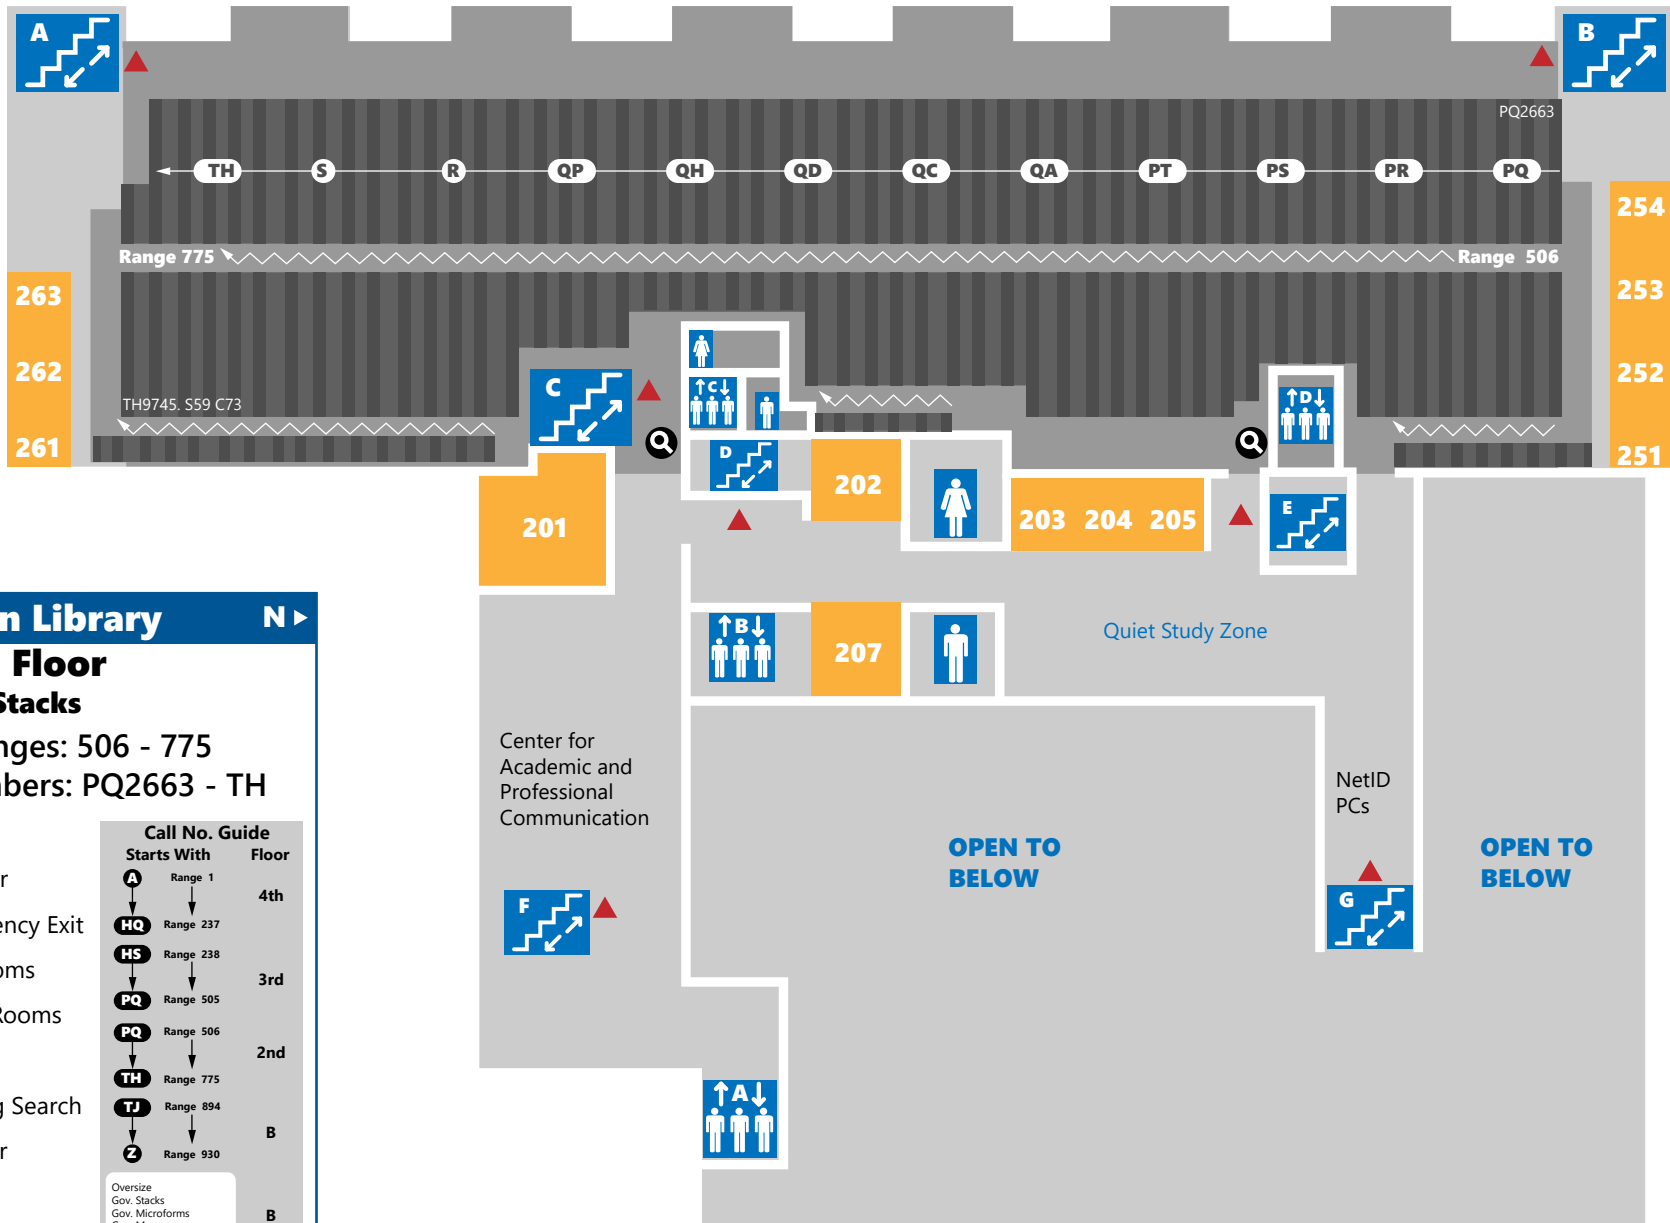 A
B
PQ2663
TH S R QP QH QD QC QA PT PS PR PQ
254
Range 775
Range 506
263
253
262
252
C
C
D
TH9745. S59 C73
261
251
D
202
E
201
203 204 205
n Library N
Floor
Stacks
nges: 506 - 775
nbers: PQ2663 - TH
B
207
Quiet Study Zone
Center for
Academic and
Professional
Communication
NetID
PCs
OPEN TO
BELOW
OPEN TO
BELOW
F
G
A
r
ency Exit
oms
Rooms
g Search
r
Call No. Guide
Starts With Floor
A Range 1
4th
HQ Range 237
HS Range 238
3rd
PQ Range 505
PQ Range 506
2nd
TH Range 775
TJ Range 894
B
Z Range 930
Oversize
Gov. Stacks
Gov. Microforms
B